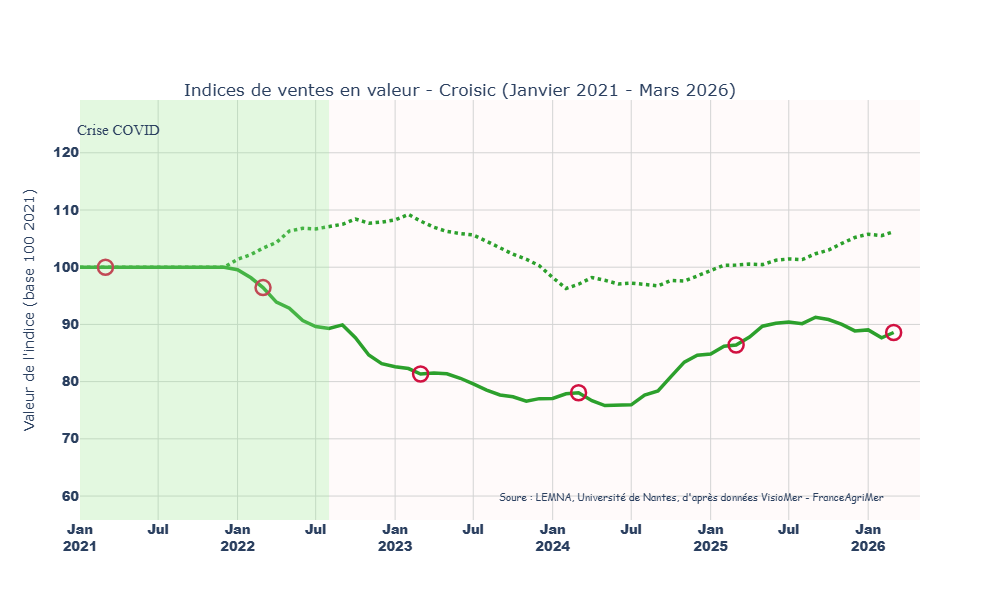 Indices de ventes en valeur - Croisic (Janvier 2021 - Mars 2026)
Crise COVID
Valeur de l'indice (base 100 2021)
120
110
100
90
80
70
60
Soure : LEMNA, Université de Nantes, d'après données VisioMer - FranceAgriMer
Jan Jul Jan Jul Jan Jul Jan Jul Jan Jul Jan
2021 2022 2023 2024 2025 2026